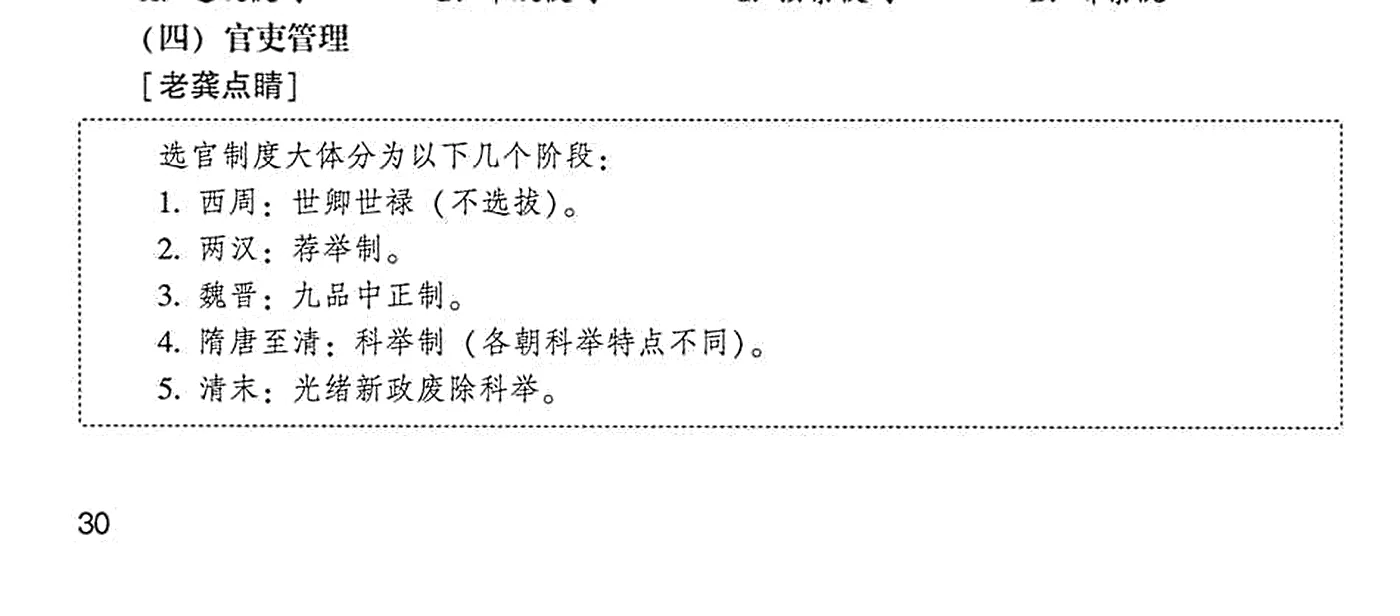 (四) 官吏管理
[老龚点睛]
选官制度大体分为以下几个阶段：
1. 西周：世卿世禄 (不选拔)。
2. 两汉：荐举制。
3. 魏晋：九品中正制。
4. 隋唐至清：科举制 (各朝科举特点不同)。
5. 清末：光绪新政废除科举。
30